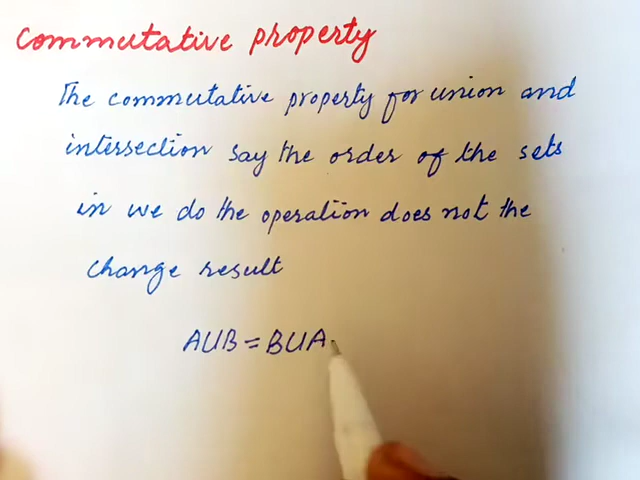 Commutative property
The commutative property for union and
intersection say the order of the sets
in we do the operation does not the
change result
AUB = BUA